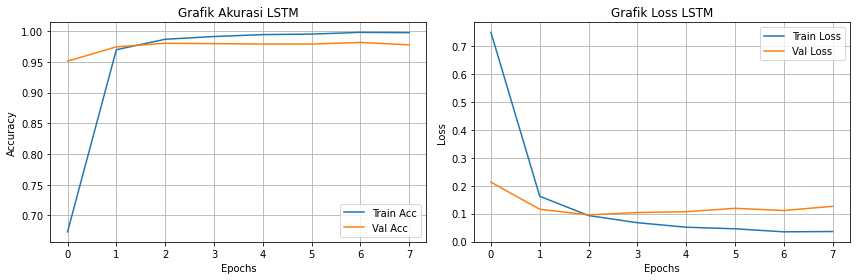 Grafik Akurasi LSTM
1.00
0.95
0.90
0.85
0.80
0.75
0.70
Accuracy
0 1 2 3 4 5 6 7
Epochs
Train Acc
Val Acc
Grafik Loss LSTM
0.7
0.6
0.5
0.4
0.3
0.2
0.1
0.0
Loss
0 1 2 3 4 5 6 7
Epochs
Train Loss
Val Loss